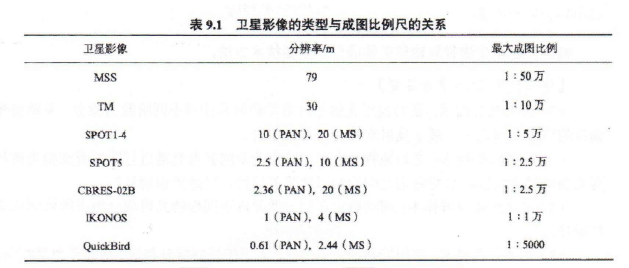 表 9.1 卫星影像的类型与成图比例尺的关系
卫星影像 分辨率/m 最大成图比例
MSS 79 1：50 万
TM 30 1：10 万
SPOT1-4 10（PAN），20（MS） 1：5 万
SPOT5 2.5（PAN），10（MS） 1：2.5 万
CBRES-02B 2.36（PAN），20（MS） 1：2.5 万
IKONOS 1（PAN），4（MS） 1：1 万
QuickBird 0.61（PAN），2.44（MS） 1：5000